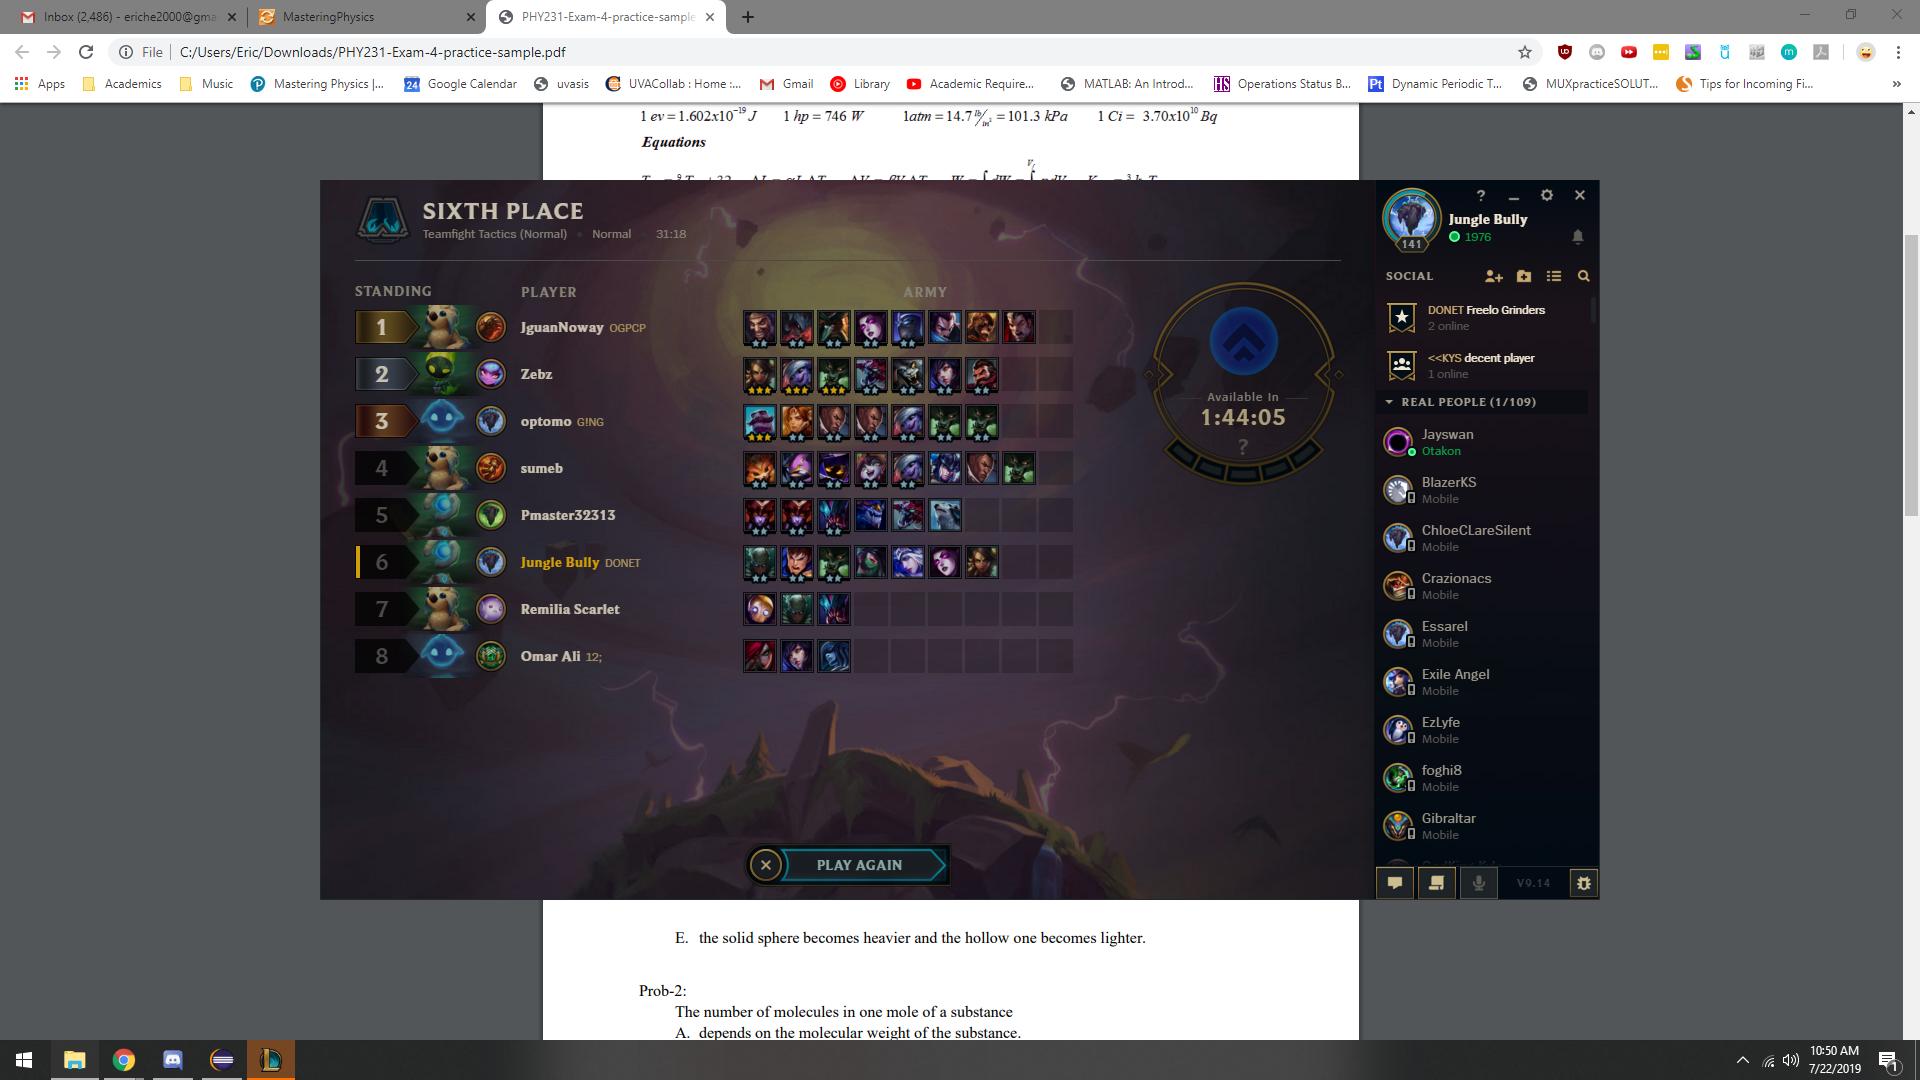 Inbox (2,486) - eriche2000@gma
MasteringPhysics
PHY231-Exam-4-practice-sample
File
C:/Users/Eric/Downloads/PHY231-Exam-4-practice-sample.pdf
Apps
Academics
Music
Mastering Physics |...
Google Calendar
uvasis
UVACollab : Home :...
Gmail
Library
Academic Require...
MATLAB: An Introd...
Operations Status B...
Dynamic Periodic T...
MUXpracticeSOLUT...
Tips for Incoming Fi...
»
1 ev = 1.602x10⁻¹⁹ J 1 hp = 746 W 1atm = 14.7 lb/in² = 101.3 kPa 1 Ci = 3.70x10¹⁰ Bq
Equations
SIXTH PLACE
Teamfight Tactics (Normal) • Normal • 31:18
STANDING PLAYER ARMY
1 JguanNoway OGPCP
2 Zebz
3 optomo G!NG
4 sumeb
5 Pmaster32313
6 Jungle Bully DONET
7 Remilia Scarlet
8 Omar Ali 12;
Available In
1:44:05
?
PLAY AGAIN
?
Jungle Bully
1976
141
SOCIAL
DONET Freelo Grinders
2 online
<<KYS decent player
1 online
REAL PEOPLE (1/109)
Jayswan
Otakon
BlazerKS
Mobile
ChloeCLareSilent
Mobile
Crazionacs
Mobile
Essarel
Mobile
Exile Angel
Mobile
EzLyfe
Mobile
foghi8
Mobile
Gibraltar
Mobile
V9.14
E. the solid sphere becomes heavier and the hollow one becomes lighter.
Prob-2:
The number of molecules in one mole of a substance
A. depends on the molecular weight of the substance.
10:50 AM
7/22/2019
1